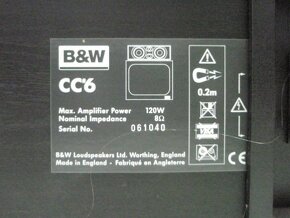 B&W
CC6
0.2m
Max. Amplifier Power 120W
Nominal Impedance 8Ω
Serial No. 061040
B&W Loudspeakers Ltd. Worthing, England
Made in England - Fabriqué en Angleterre
CE